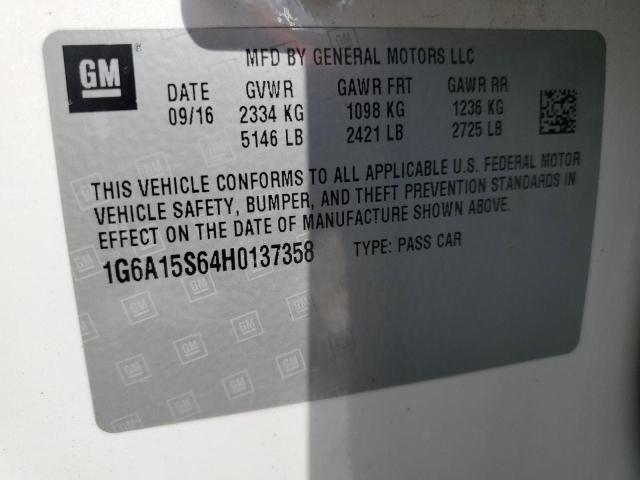 GM
MFD BY GENERAL MOTORS LLC
DATE GVWR GAWR FRT GAWR RR
09/16 2334 KG 1098 KG 1236 KG
5146 LB 2421 LB 2725 LB
THIS VEHICLE CONFORMS TO ALL APPLICABLE U.S. FEDERAL MOTOR
VEHICLE SAFETY, BUMPER, AND THEFT PREVENTION STANDARDS IN
EFFECT ON THE DATE OF MANUFACTURE SHOWN ABOVE.
1G6A15S64H0137358 TYPE: PASS CAR